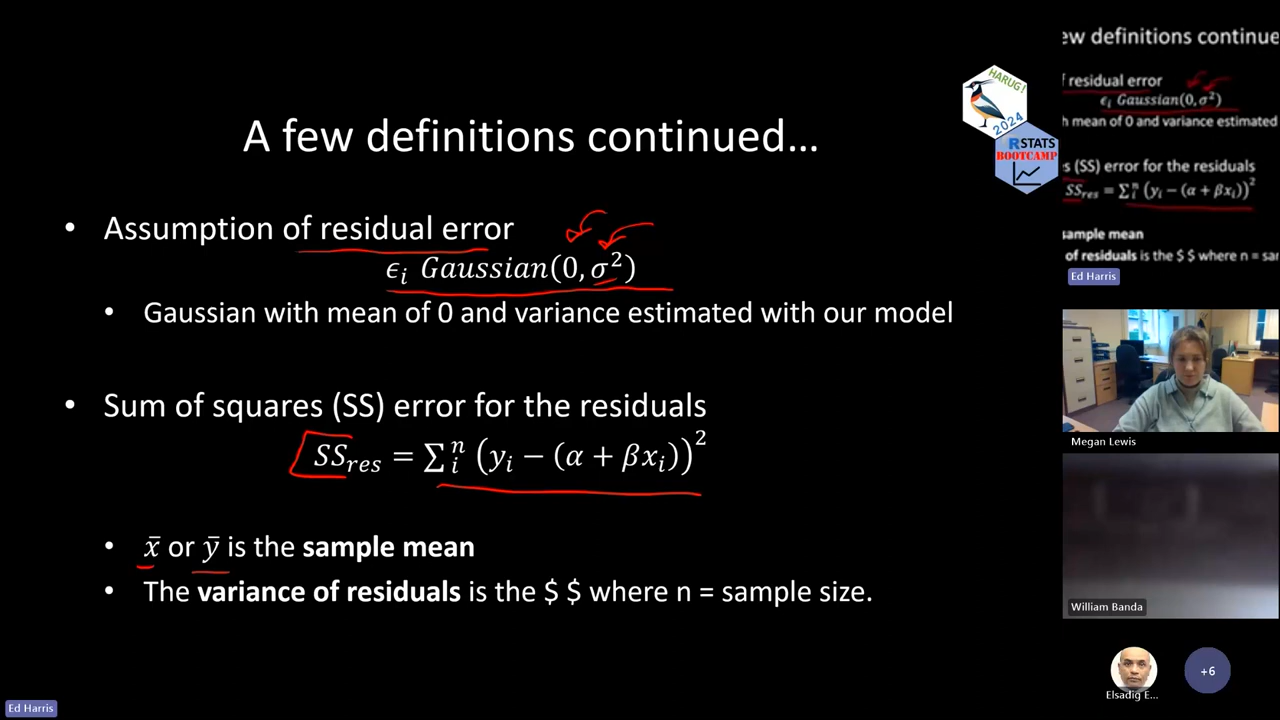 A few definitions continued...
HARUG!
2024
RSTATS
BOOTCAMP
• Assumption of residual error
ϵᵢ Gaussian(0, σ²)
• Gaussian with mean of 0 and variance estimated with our model
• Sum of squares (SS) error for the residuals
SS_res = ∑ᵢⁿ (yᵢ − (α + βxᵢ))²
• x̄ or ȳ is the sample mean
• The variance of residuals is the $ $ where n = sample size.
Ed Harris
ew definitions continue
f residual error
ϵᵢ Gaussian(0, σ²)
h mean of 0 and variance estimated
s (SS) error for the residuals
SS_res = ∑ᵢⁿ (yᵢ − (α + βxᵢ))²
sample mean
of residuals is the $ $ where n = sa
Ed Harris
Megan Lewis
William Banda
Elsadig E...
+6